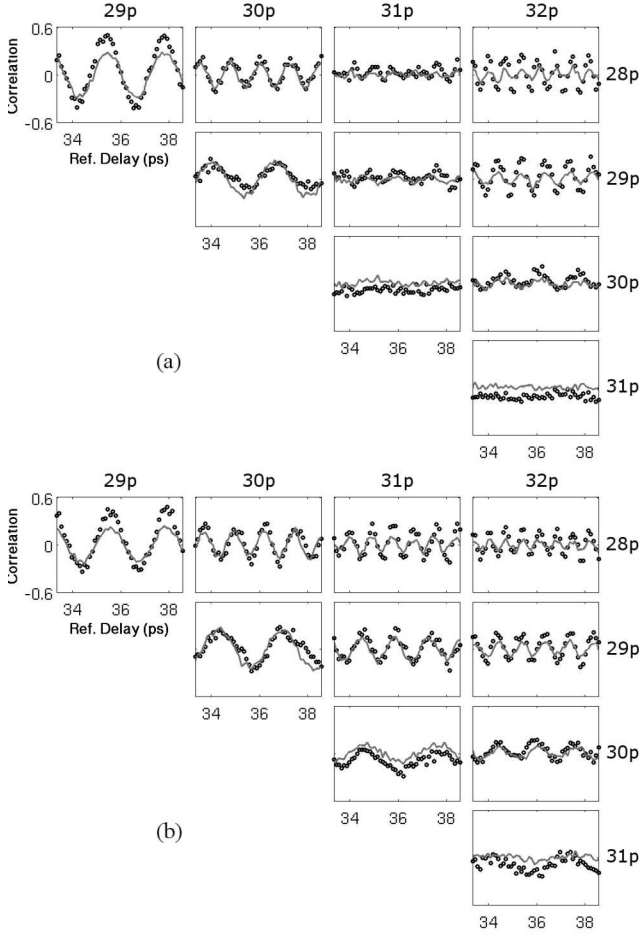 29p 30p 31p 32p
0.6
0
-0.6
Correlation
28p
34 36 38
Ref. Delay (ps)
29p
34 36 38
30p
34 36 38
(a)
31p
34 36 38
29p 30p 31p 32p
0.6
0
-0.6
Correlation
28p
34 36 38
Ref. Delay (ps)
29p
34 36 38
30p
34 36 38
(b)
31p
34 36 38